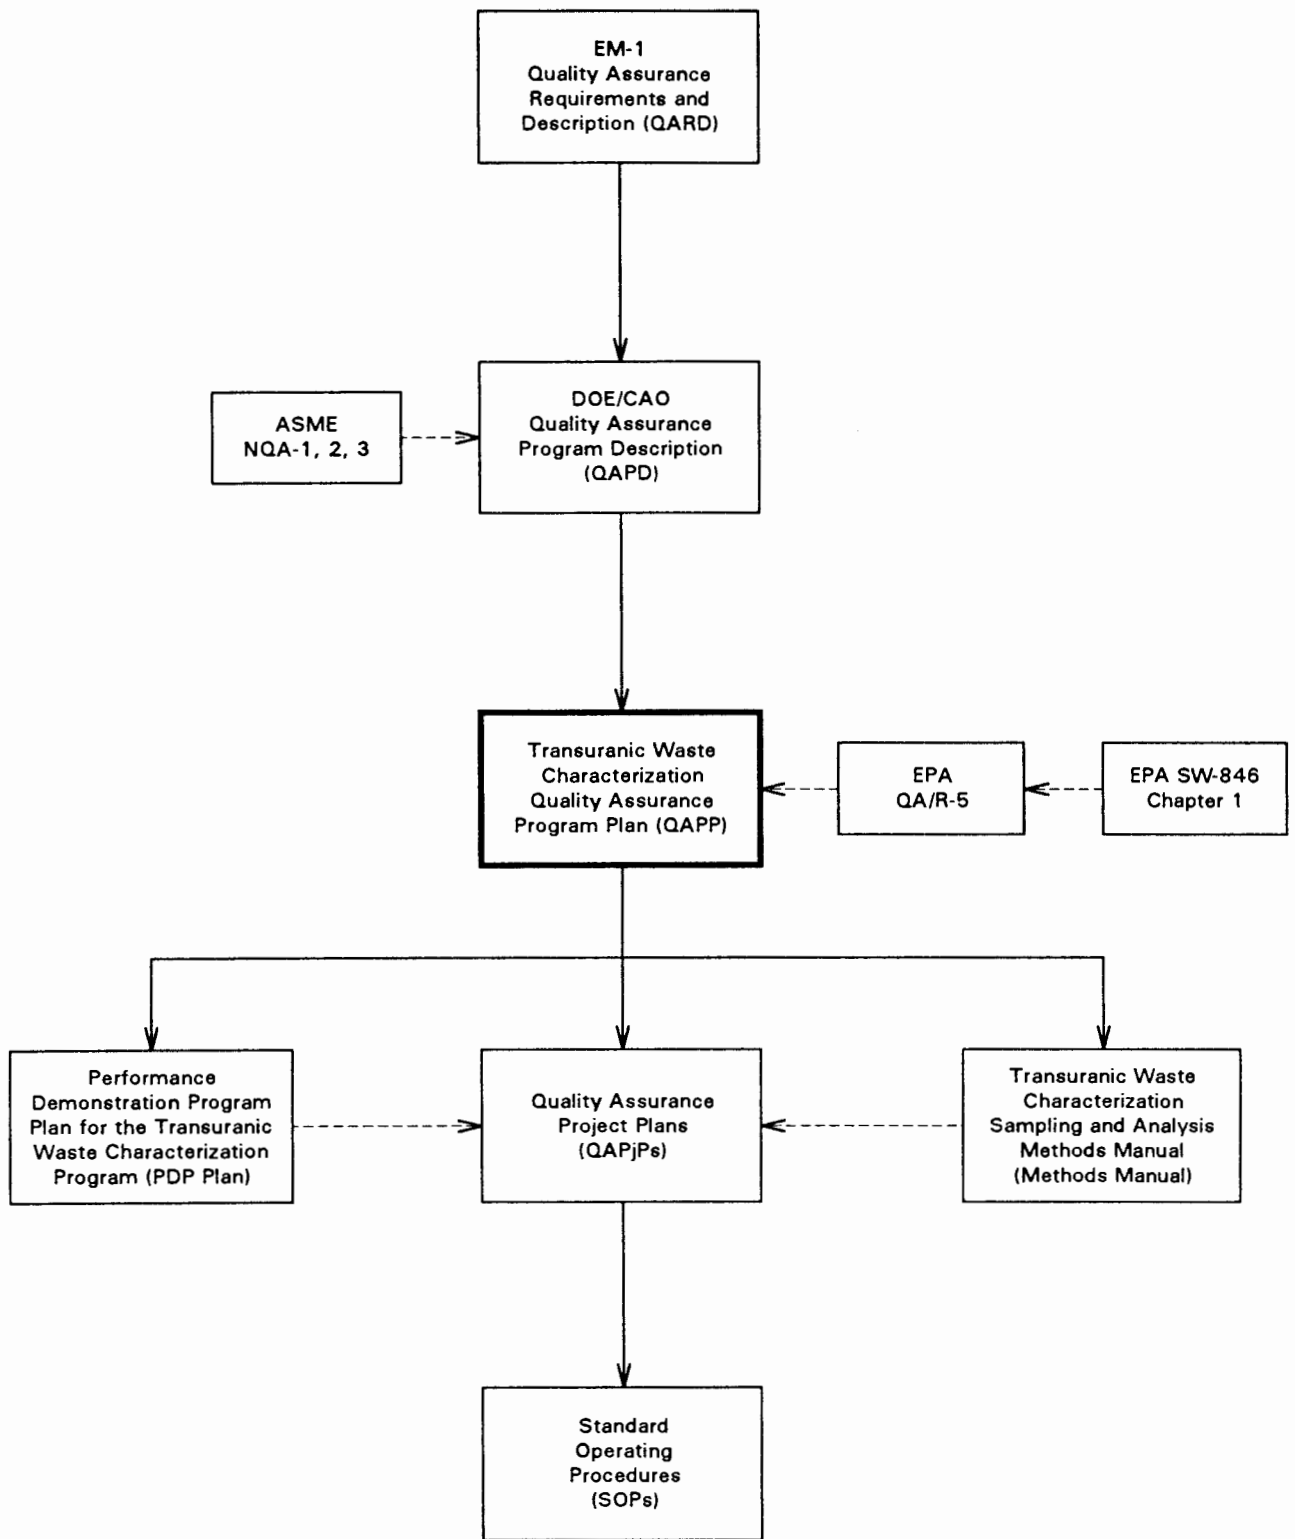 EM-1
Quality Assurance
Requirements and
Description (QARD)
ASME
NQA-1, 2, 3
DOE/CAO
Quality Assurance
Program Description
(QAPD)
Transuranic Waste
Characterization
Quality Assurance
Program Plan (QAPP)
EPA
QA/R-5
EPA SW-846
Chapter 1
Performance
Demonstration Program
Plan for the Transuranic
Waste Characterization
Program (PDP Plan)
Quality Assurance
Project Plans
(QAPjPs)
Transuranic Waste
Characterization
Sampling and Analysis
Methods Manual
(Methods Manual)
Standard
Operating
Procedures
(SOPs)